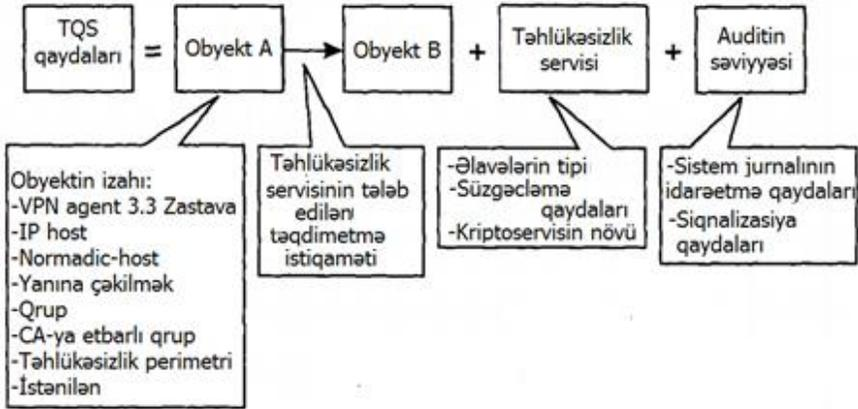 TQS
qaydaları
=
Obyekt A
Obyekt B
+
Təhlükəsizlik
servisi
+
Auditin
səviyyəsi
Obyektin izahı:
-VPN agent 3.3 Zastava
-IP host
-Normadic-host
-Yanına çəkilmək
-Qrup
-CA-ya etbarlı qrup
-Təhlükəsizlik perimetri
-İstənilən
Təhlükəsizlik
servisinin tələb
edilən
təqdimetmə
istiqaməti
-Əlavələrin tipi
-Süzgəcləmə
qaydaları
-Kriptoservisin növü
-Sistem jurnalının
idarəetmə qaydaları
-Siqnalizasiya
qaydaları